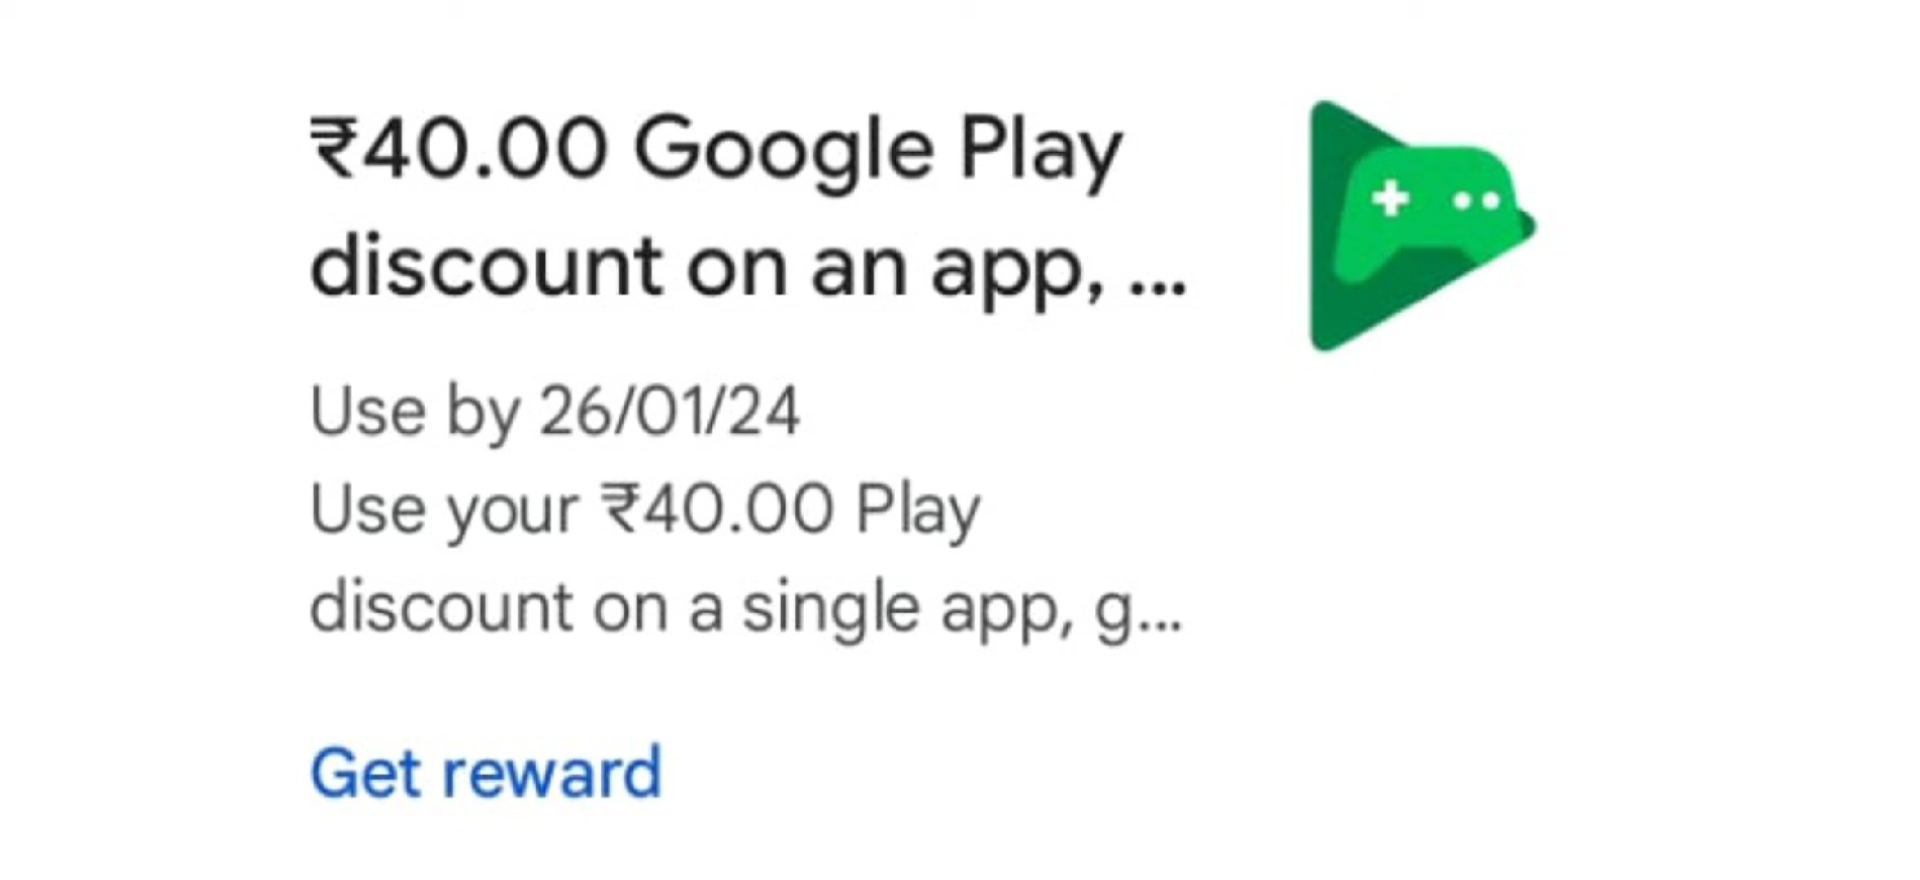 ₹40.00 Google Play
discount on an app, ...
Use by 26/01/24
Use your ₹40.00 Play
discount on a single app, g...
Get reward